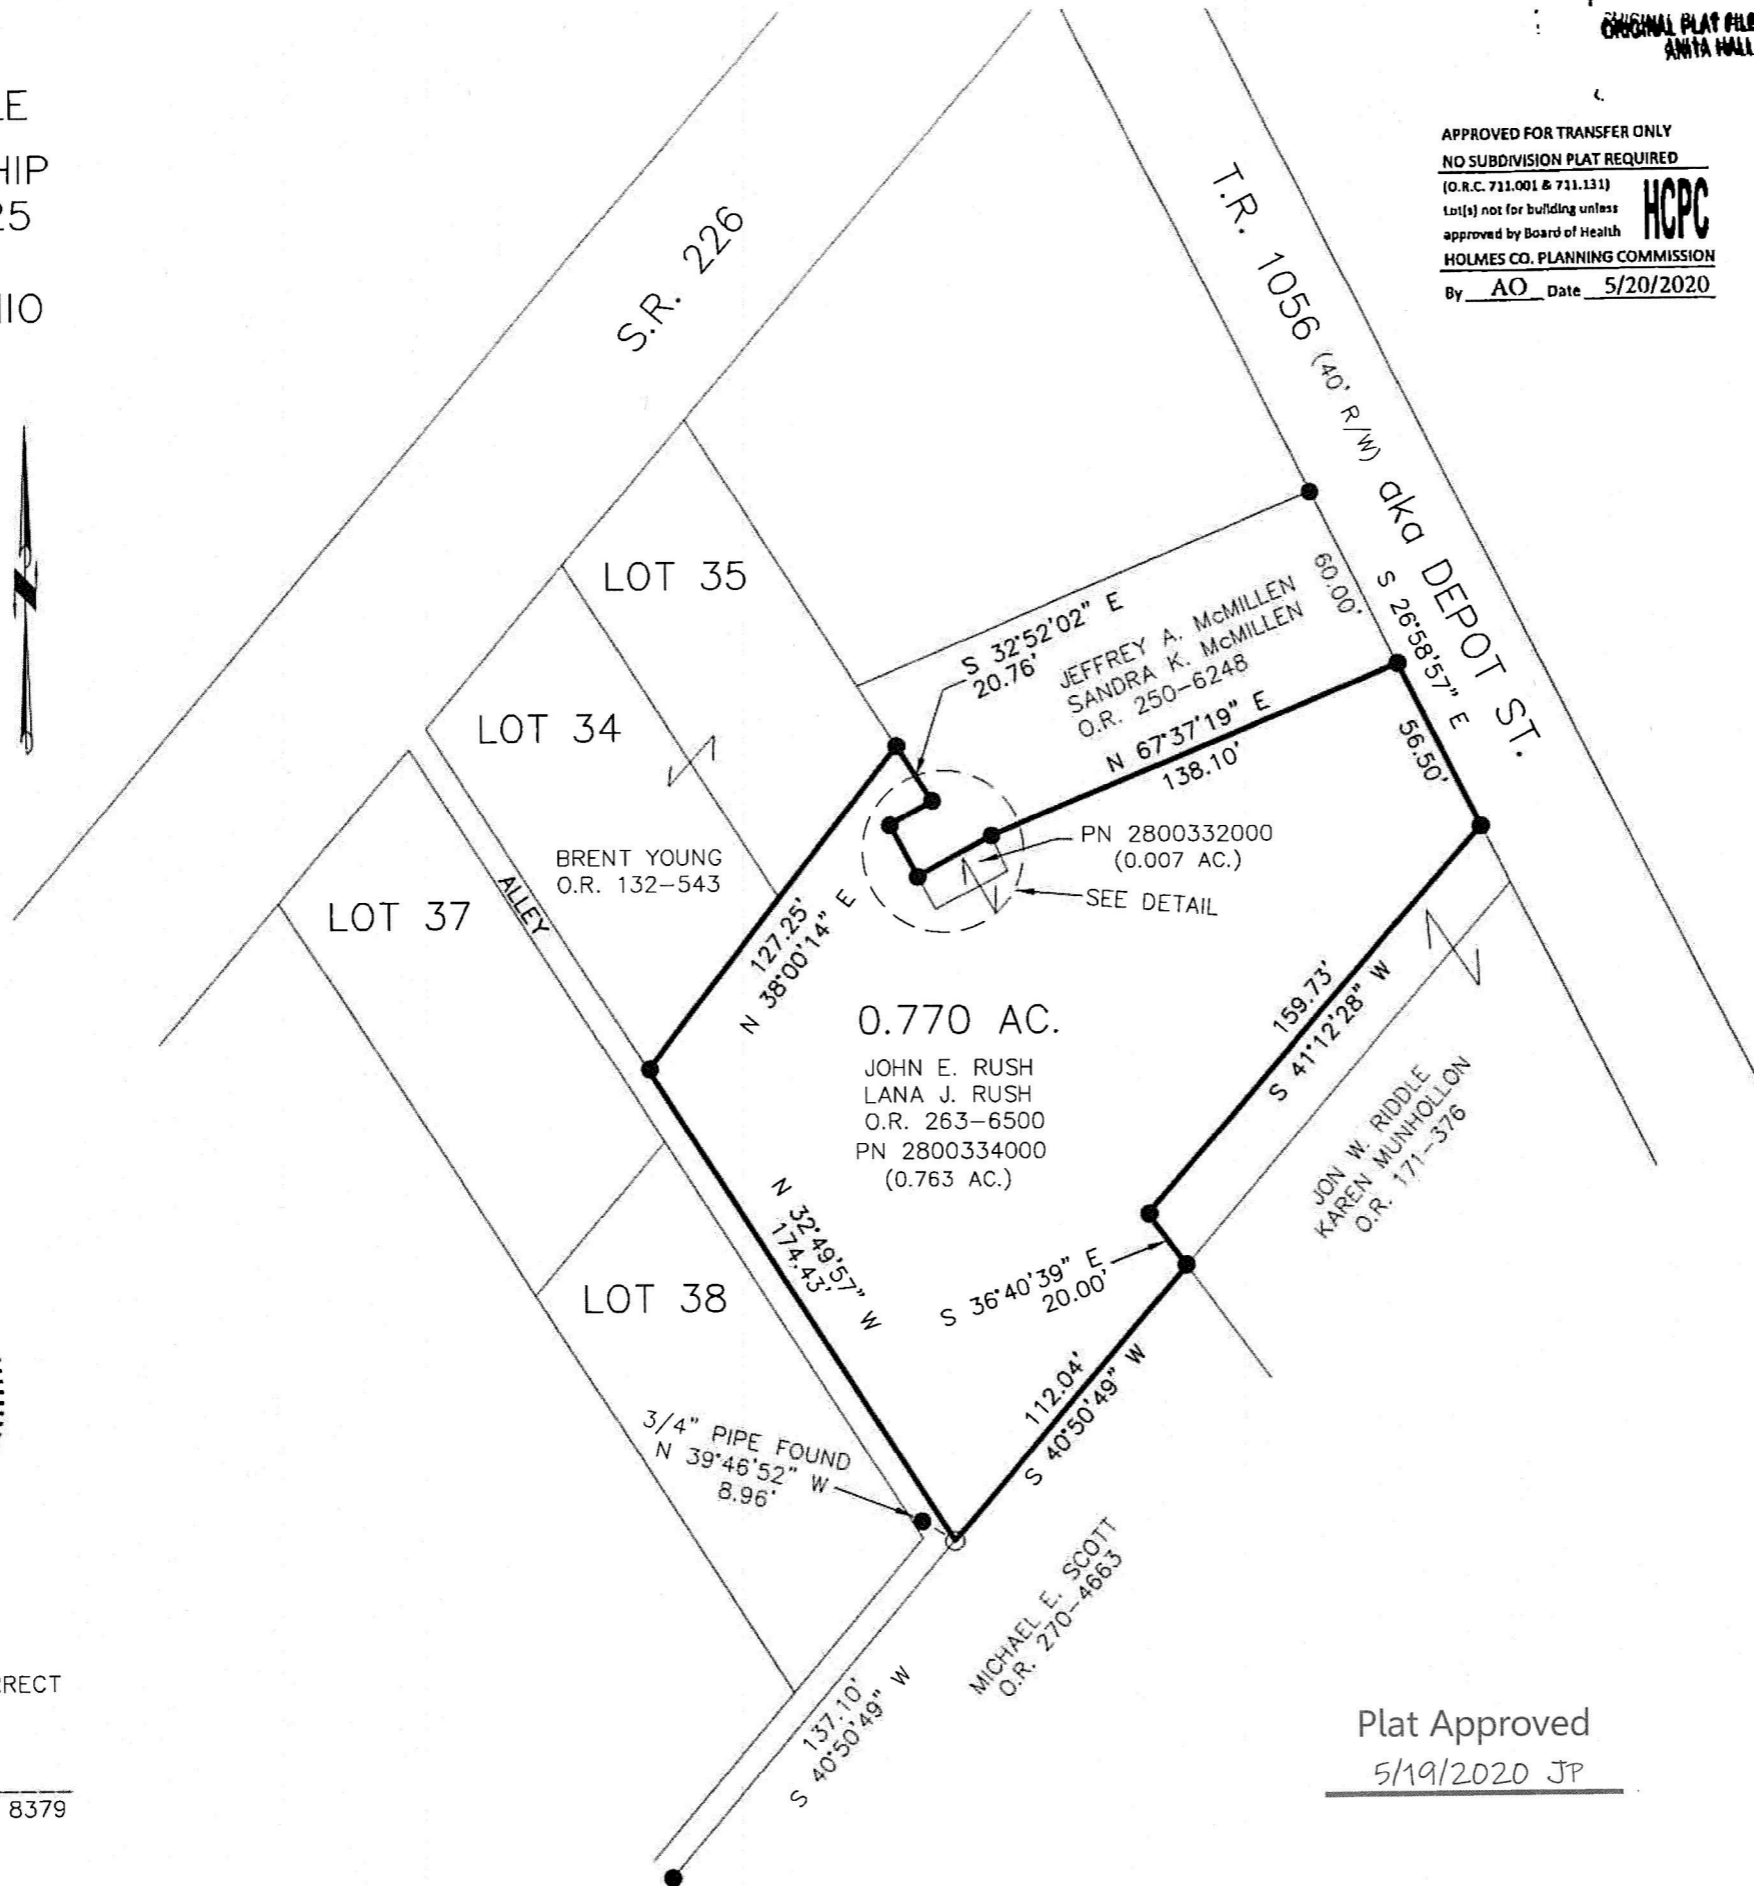 ORIGINAL PLAT FILE
ANITA HALL
LE
HIP
25
HIO
APPROVED FOR TRANSFER ONLY
NO SUBDIVISION PLAT REQUIRED
(O.R.C. 711.001 & 711.131)
Lot(s) not for building unless
approved by Board of Health
HCPC
HOLMES CO. PLANNING COMMISSION
By AO Date 5/20/2020
S.R. 226
T.R. 1056 (40' R/W) aka DEPOT ST.
LOT 35
60.00'
S 26°58'57" E
56.50'
S 32°52'02" E
20.76'
JEFFREY A. McMILLEN
SANDRA K. McMILLEN
O.R. 250-6248
N 67°37'19" E
138.10'
LOT 34
PN 2800332000
(0.007 AC.)
SEE DETAIL
BRENT YOUNG
O.R. 132-543
ALLEY
LOT 37
127.25'
N 38°00'14" E
0.770 AC.
JOHN E. RUSH
LANA J. RUSH
O.R. 263-6500
PN 2800334000
(0.763 AC.)
159.73'
S 41°12'28" W
JON W. RIDDLE
KAREN MUNHOLLON
O.R. 171-376
N 32°49'57" W
174.43'
S 36°40'39" E
20.00'
LOT 38
112.04'
S 40°50'49" W
3/4" PIPE FOUND
N 39°46'52" W
8.96'
MICHAEL E. SCOTT
O.R. 270-4663
137.10'
S 40°50'49" W
RRECT
8379
Plat Approved
5/19/2020 JP